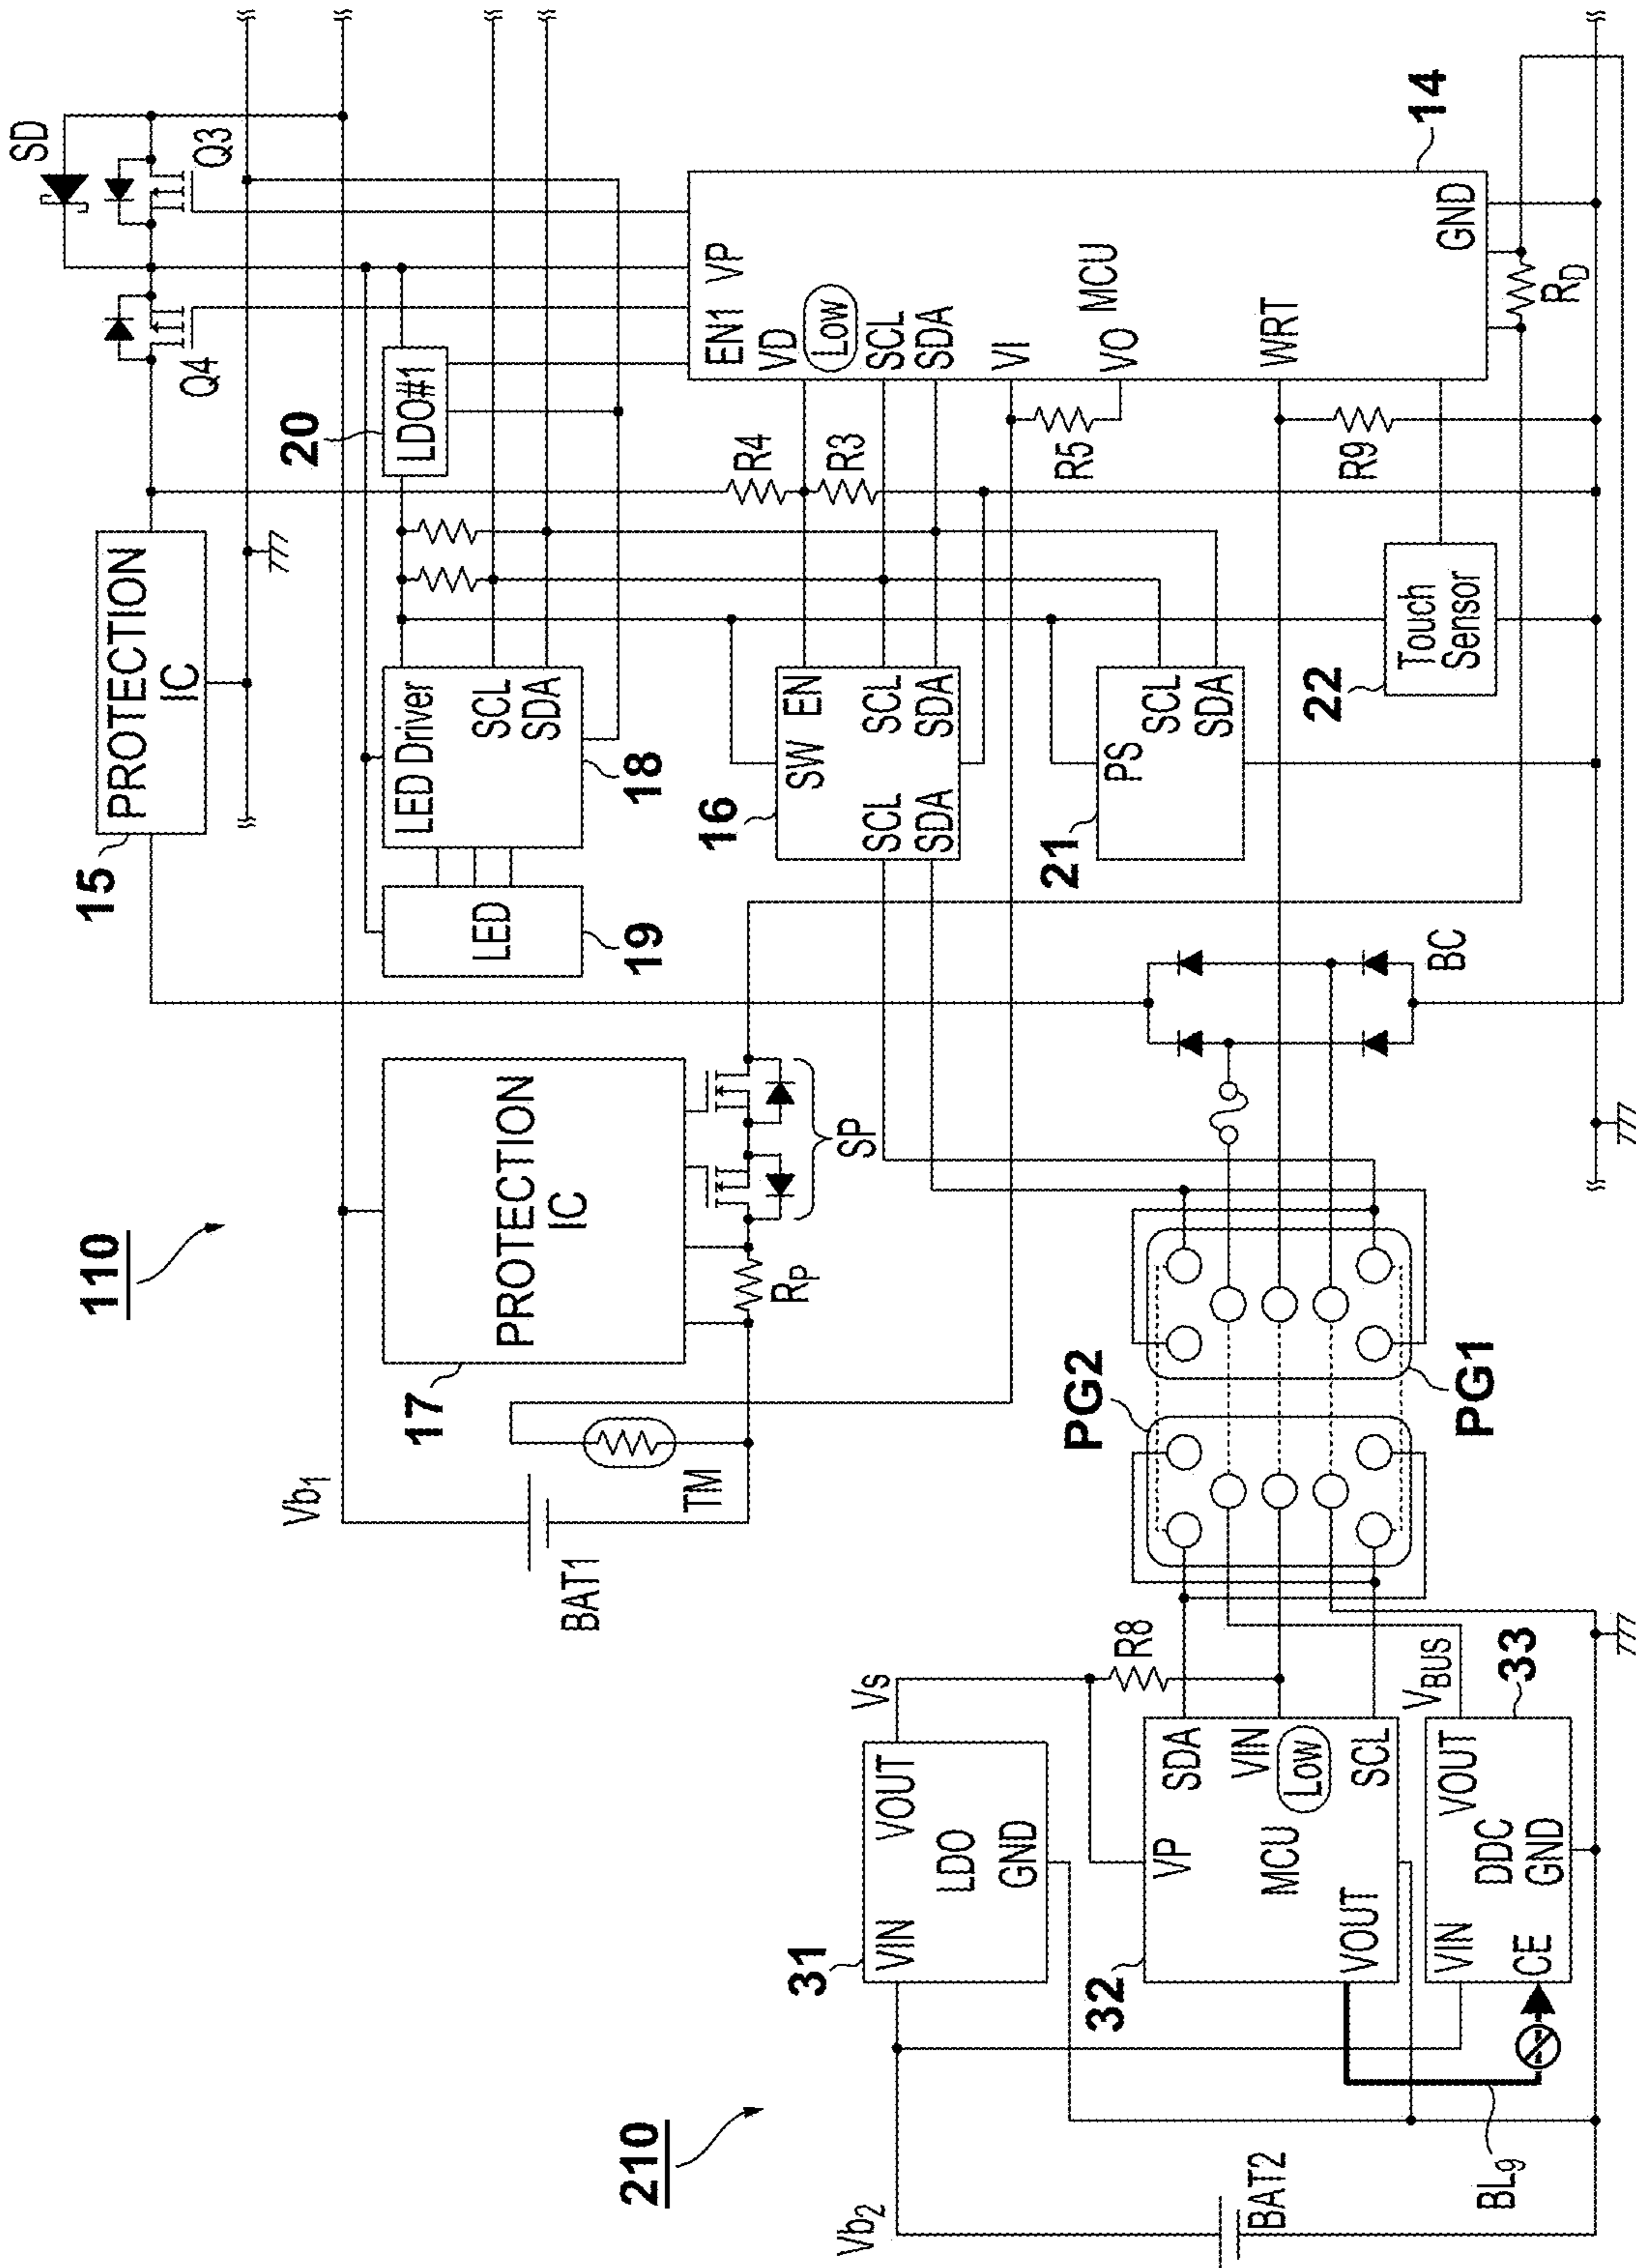 110
SD
Q3
Q4
15
PROTECTION
IC
20
LDO#1
LED Driver
SCL
SDA
18
LED
19
Vb1
17
PROTECTION
IC
RP
SP
TM
BAT1
R4
R3
EN1
VP
VD
Low
SCL
SDA
VI
MCU
VO
WRT
GND
14
R5
R9
RD
16
SW
EN
SCL
SDA
SCL
SDA
21
PS
SCL
SDA
22
Touch
Sensor
BC
PG2
PG1
210
Vb2
BAT2
31
VIN
VOUT
LDO
GND
Vs
R8
32
VP
SDA
VIN
Low
MCU
SCL
VOUT
VBUS
33
VIN
VOUT
DDC
CE
GND
BL9